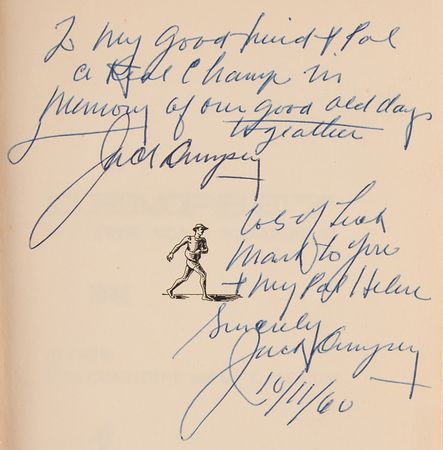 To my good friend & Pal
a Real Champ in
Memory of our good old days
togeather
Jack Dempsey
Lots of Luck
Mark to you
& my Pal Helen
Sincerely
Jack Dempsey
10/11/60